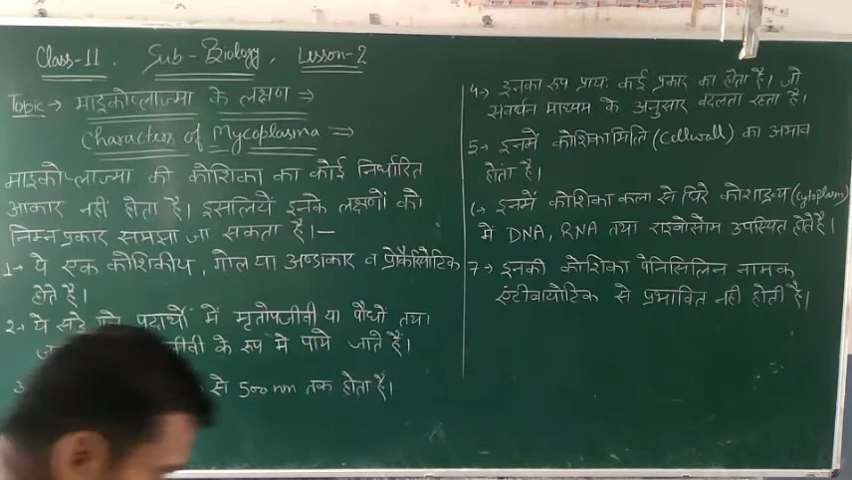 Class-11. Sub-Biology, Lesson-2
Topic → माइकोप्लाज्मा के लक्षण ⇒
Characters of Mycoplasma ⇒
माइकोप्लाज्मा की कोशिका का कोई निर्धारित
आकार नहीं होता है। इसलिये इनके लक्षणों को
निम्न प्रकार समझा जा सकता है।-
1→ ये एक कोशिकीय, गोल या अण्डाकार व प्रोकैरियोटिक
होते है।
2→ ये सड़े गले पदार्थो में मृतोपजीवी या पौधो तथा
के रूप मे पाये जाते है।
3
से 500 nm तक होता है।
4→ इनका रूप प्रायः कई प्रकार का होता है। जो
सवर्धन माध्यम के अनुसार बदलता रहता है।
5→ इनमें कोशिकाभित्ति (Cellwall) का अभाव
होता है।
6→ इनमें कोशिका कला से घिरे कोशाद्रव्य (cytoplasm)
में DNA, RNA तथा राइबोसोम उपस्थित होते है।
7→ इनकी कोशिका पेनिसिलिन नामक
एंटीबायोटिक से प्रभावित नही होती है।